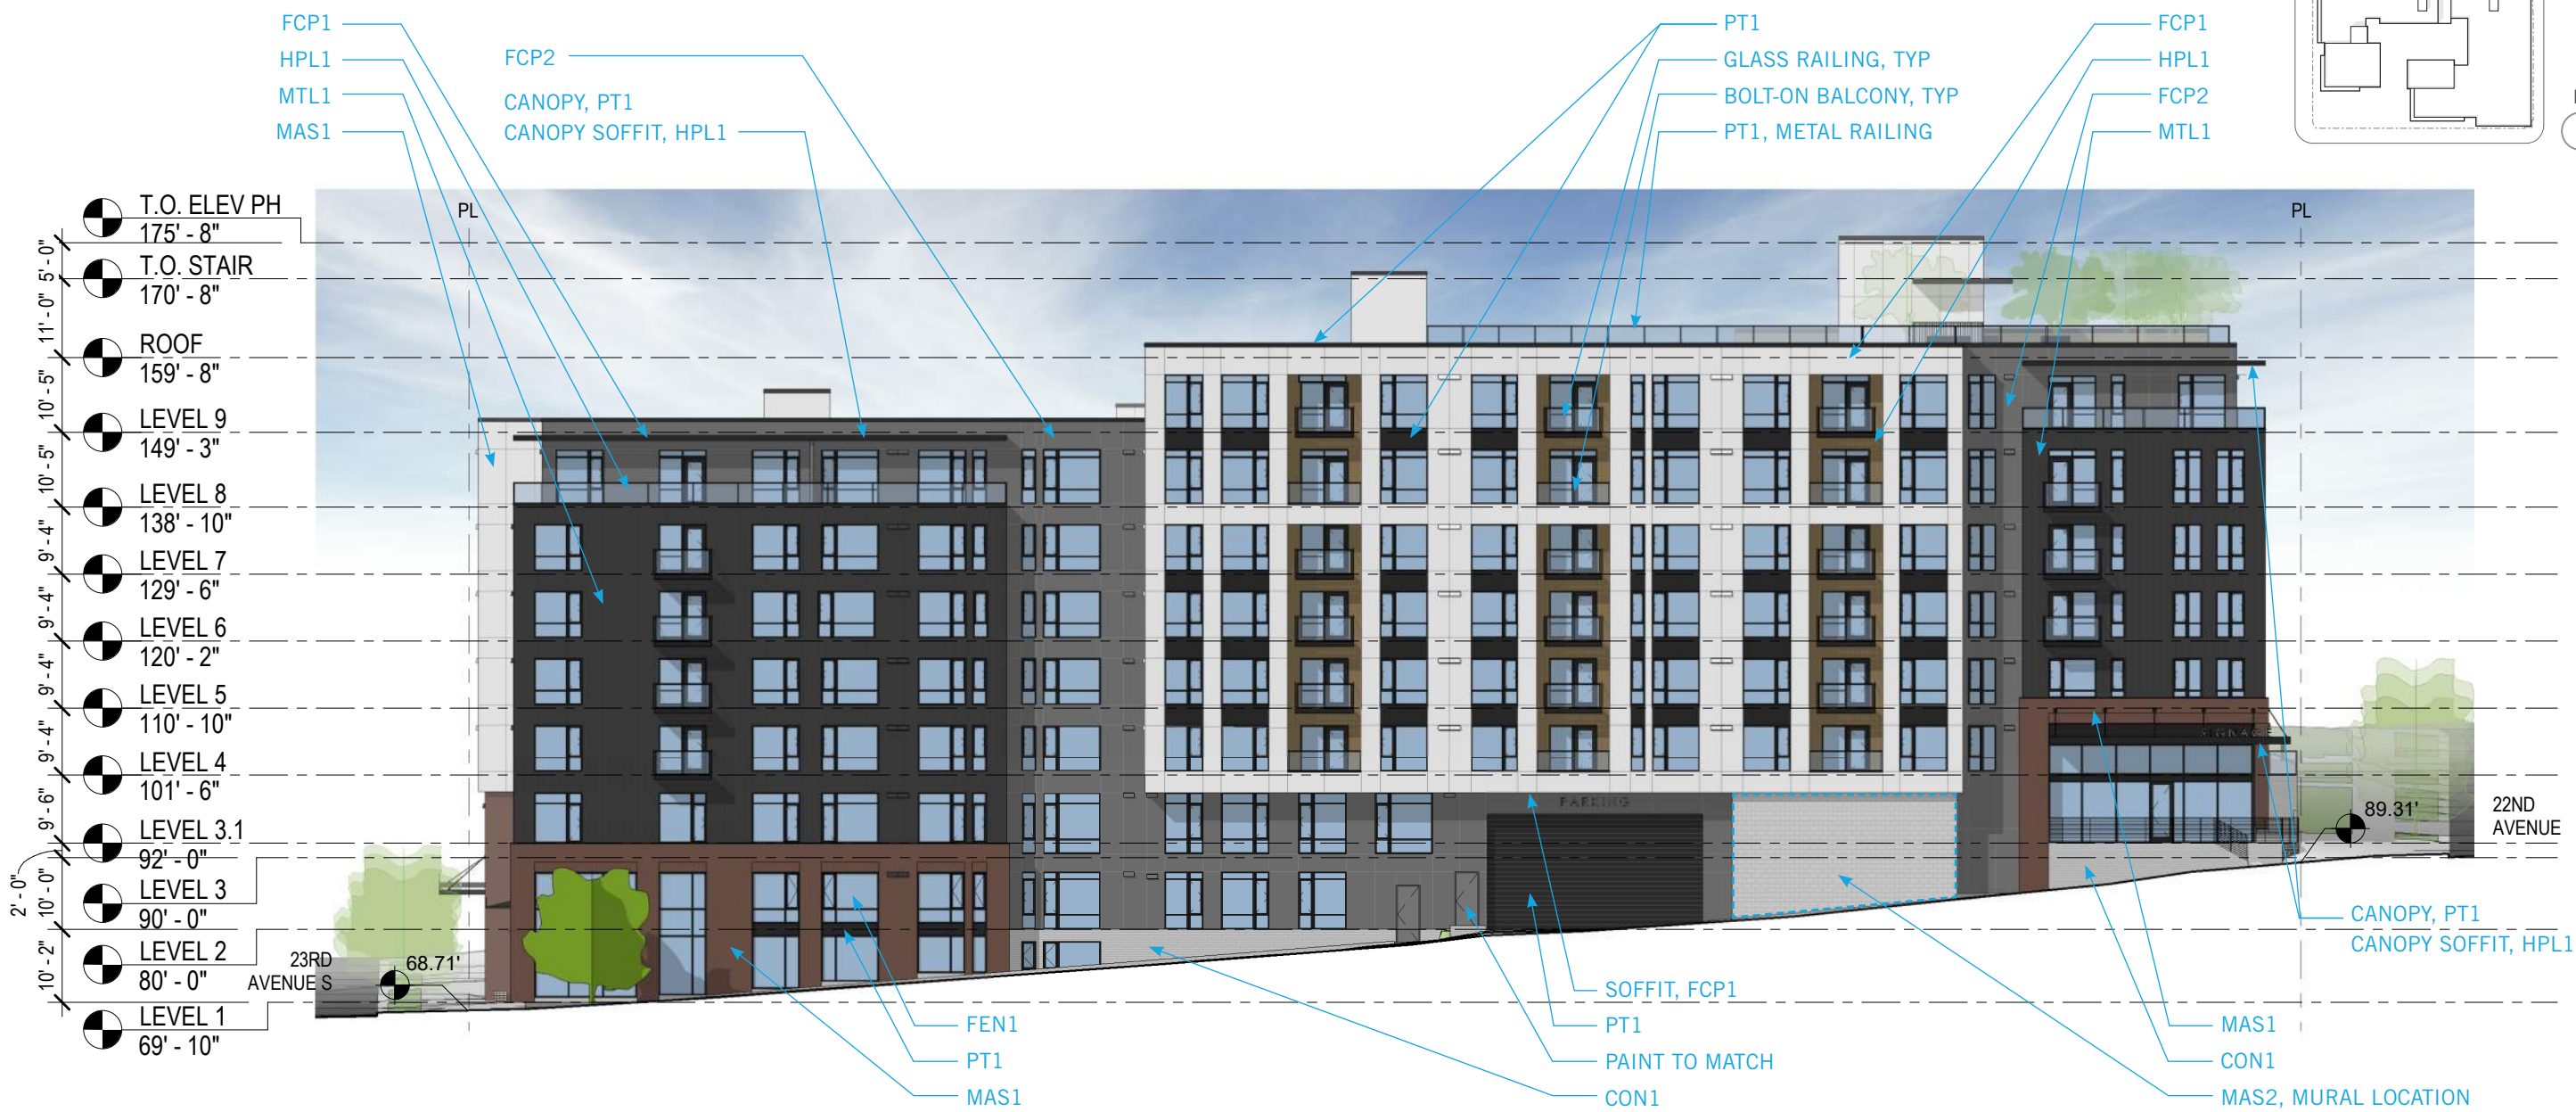 FCP1
HPL1
MTL1
MAS1
FCP2
CANOPY, PT1
CANOPY SOFFIT, HPL1
PT1
GLASS RAILING, TYP
BOLT-ON BALCONY, TYP
PT1, METAL RAILING
FCP1
HPL1
FCP2
MTL1
T.O. ELEV PH
175' - 8"
5' - 0"
T.O. STAIR
170' - 8"
11' - 0"
ROOF
159' - 8"
10' - 5"
LEVEL 9
149' - 3"
10' - 5"
LEVEL 8
138' - 10"
9' - 4"
LEVEL 7
129' - 6"
9' - 4"
LEVEL 6
120' - 2"
9' - 4"
LEVEL 5
110' - 10"
9' - 4"
LEVEL 4
101' - 6"
9' - 6"
LEVEL 3.1
92' - 0"
2' - 0"
LEVEL 3
90' - 0"
10' - 0"
LEVEL 2
80' - 0"
10' - 2"
LEVEL 1
69' - 10"
PL
PL
PARKING
SIGNAGE
23RD
AVENUE S
68.71'
89.31'
22ND
AVENUE
FEN1
PT1
MAS1
SOFFIT, FCP1
PT1
PAINT TO MATCH
CON1
CANOPY, PT1
CANOPY SOFFIT, HPL1
MAS1
CON1
MAS2, MURAL LOCATION